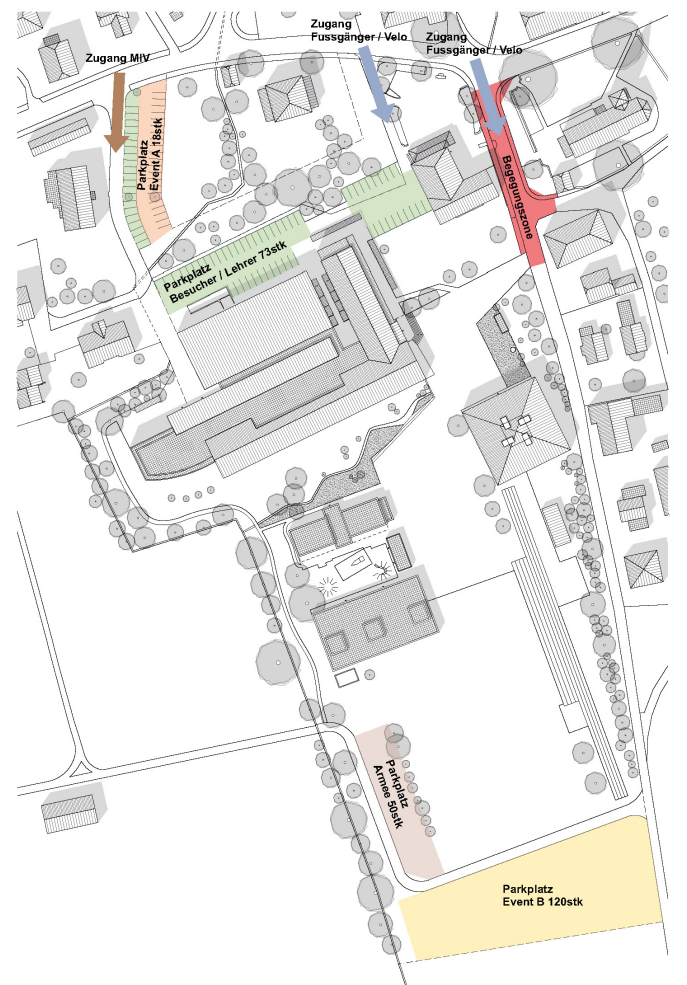 Zugang
Fussgänger / Velo
Zugang
Fussgänger / Velo
Zugang MIV
Parkplatz
Event A 18stk
Begegungszone
Parkplatz
Besucher / Lehrer 73stk
Parkplatz
Armee 50stk
Parkplatz
Event B 120stk